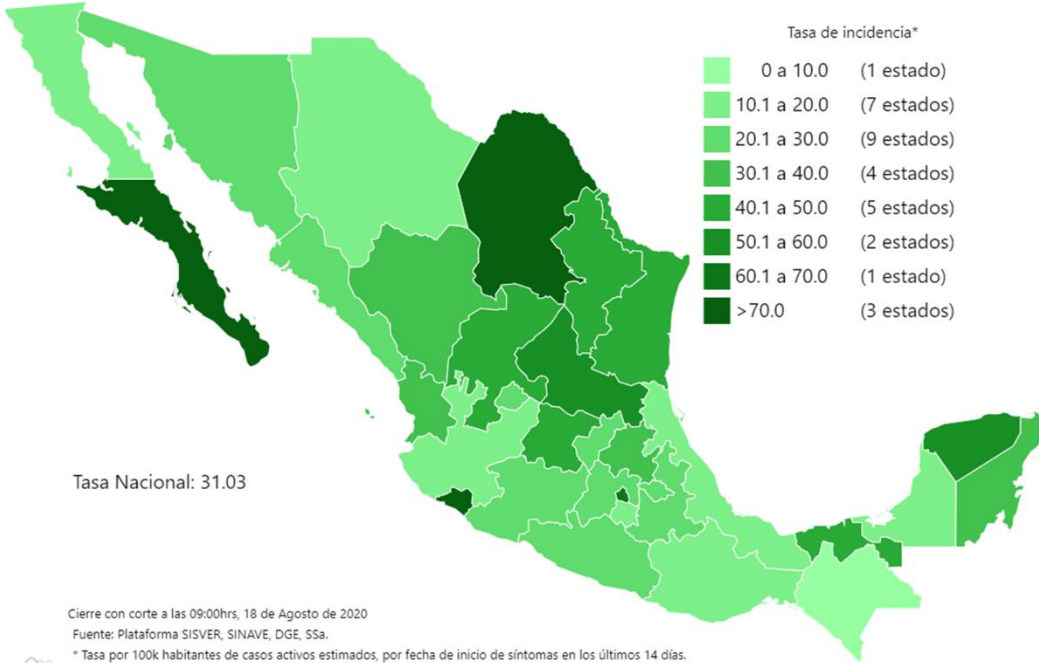 Tasa de incidencia*
0 a 10.0 (1 estado)
10.1 a 20.0 (7 estados)
20.1 a 30.0 (9 estados)
30.1 a 40.0 (4 estados)
40.1 a 50.0 (5 estados)
50.1 a 60.0 (2 estados)
60.1 a 70.0 (1 estado)
>70.0 (3 estados)
Tasa Nacional: 31.03
Cierre con corte a las 09:00hrs, 18 de Agosto de 2020
Fuente: Plataforma SISVER, SINAVE, DGE, SSa.
* Tasa por 100k habitantes de casos activos estimados, por fecha de inicio de síntomas en los últimos 14 días.